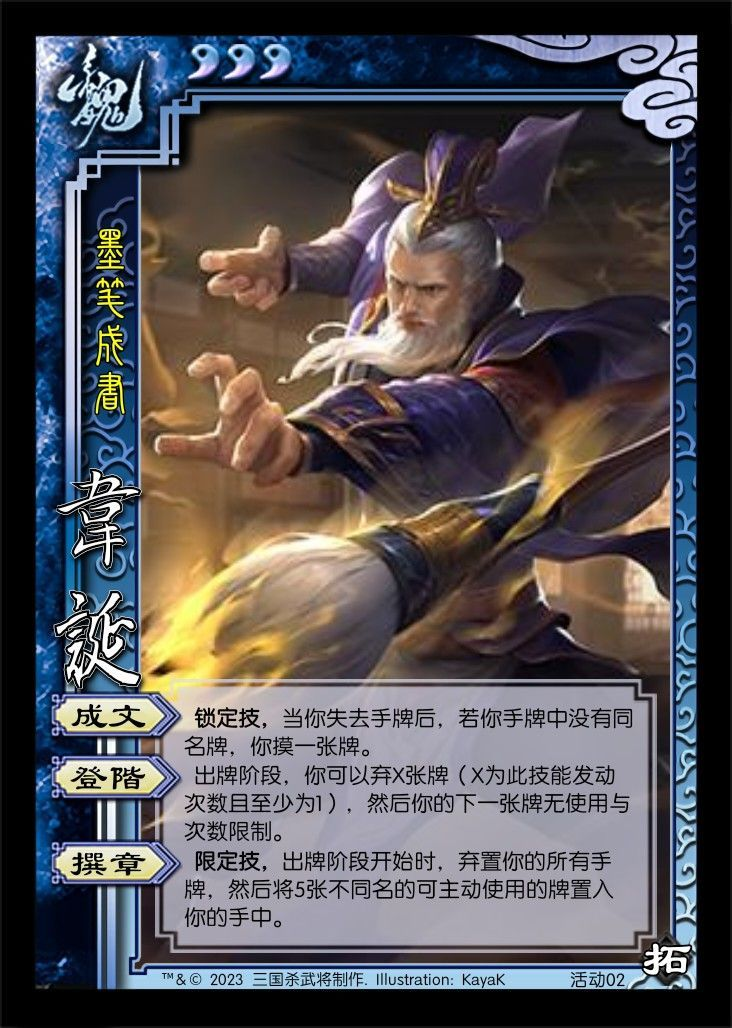 魏
墨笔成書
韋誕
成文
锁定技，当你失去手牌后，若你手牌中没有同
名牌，你摸一张牌。
登階
出牌阶段，你可以弃X张牌（X为此技能发动
次数且至少为1），然后你的下一张牌无使用与
次数限制。
撰章
限定技，出牌阶段开始时，弃置你的所有手
牌，然后将5张不同名的可主动使用的牌置入
你的手中。
拓
™&© 2023 三国杀武将制作. Illustration: KayaK 活动02